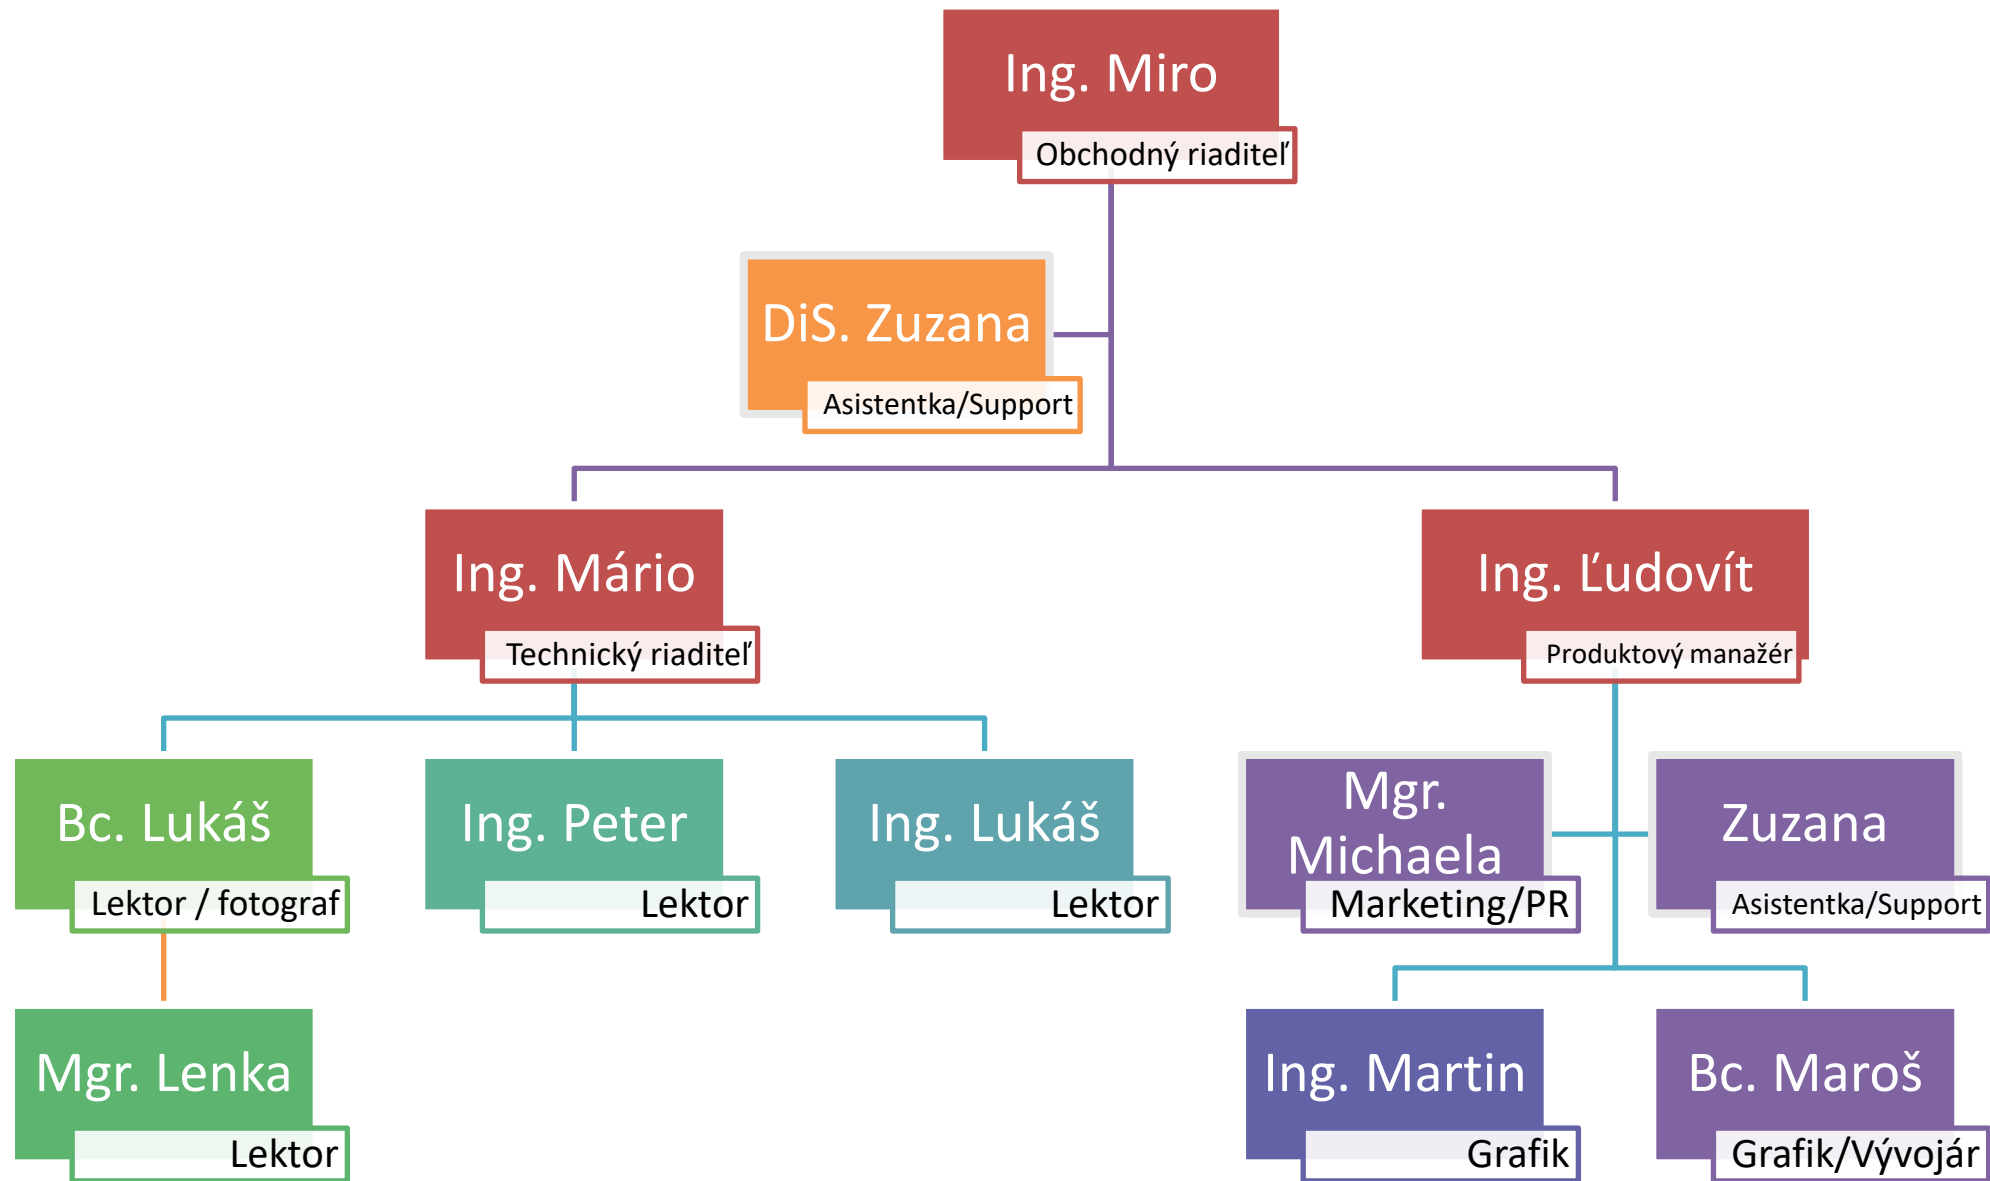 Ing. Miro
Obchodný riaditeľ
DiS. Zuzana
Asistentka/Support
Ing. Mário
Technický riaditeľ
Ing. Ľudovít
Produktový manažér
Bc. Lukáš
Lektor / fotograf
Ing. Peter
Lektor
Ing. Lukáš
Lektor
Mgr.
Michaela
Marketing/PR
Zuzana
Asistentka/Support
Mgr. Lenka
Lektor
Ing. Martin
Grafik
Bc. Maroš
Grafik/Vývojár